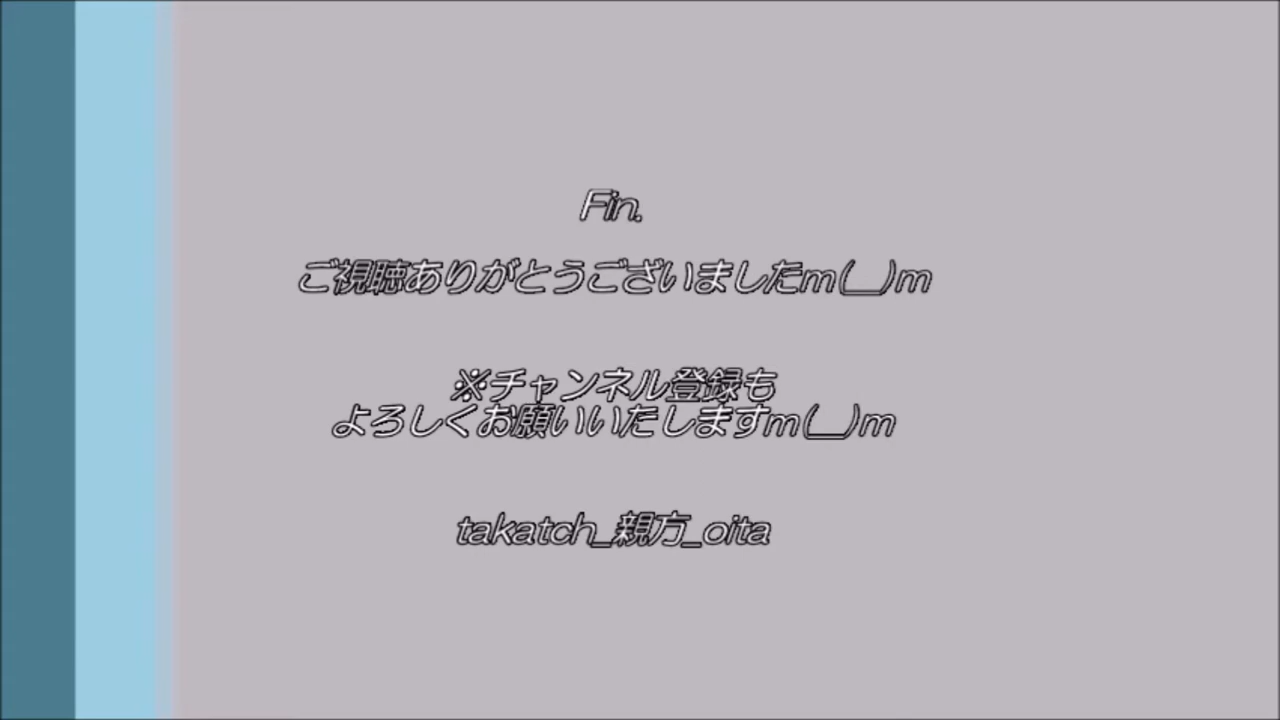 Fin.
ご視聴ありがとうございましたm(__)m
※チャンネル登録も
よろしくお願いいたしますm(__)m
takatch_親方_oita